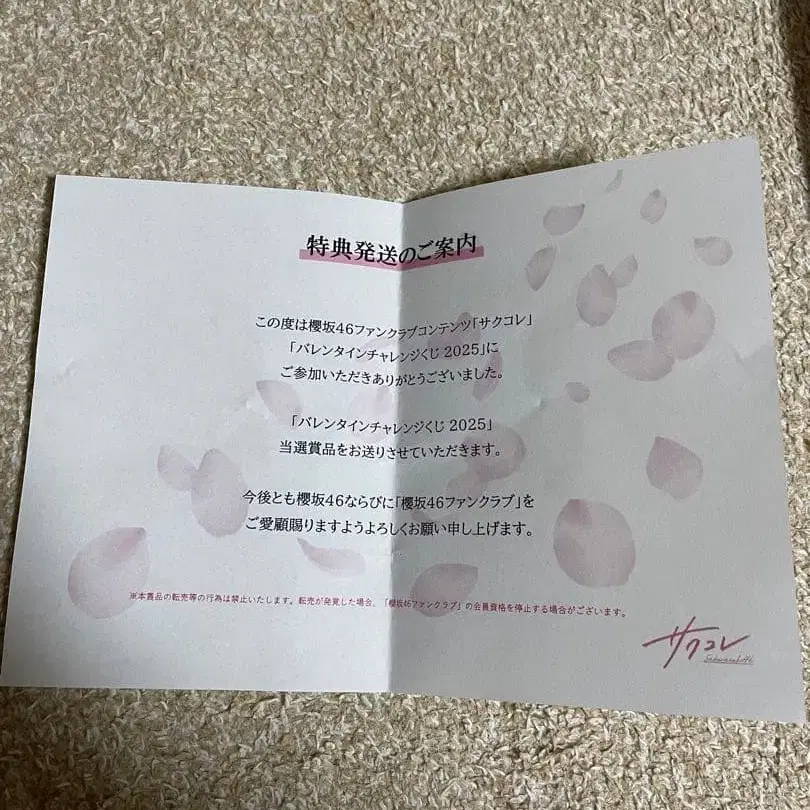 特典発送のご案内
この度は櫻坂46ファンクラブコンテンツ「サクコレ」
「バレンタインチャレンジくじ 2025」に
ご参加いただきありがとうございました。
「バレンタインチャレンジくじ 2025」
当選賞品をお送りさせていただきます。
今後とも櫻坂46ならびに「櫻坂46ファンクラブ」を
ご愛顧賜りますようよろしくお願い申し上げます。
※本賞品の転売等の行為は禁止いたします。転売が発覚した場合、「櫻坂46ファンクラブ」の会員資格を停止する場合がございます。
サクコレ
Sakurazaka46